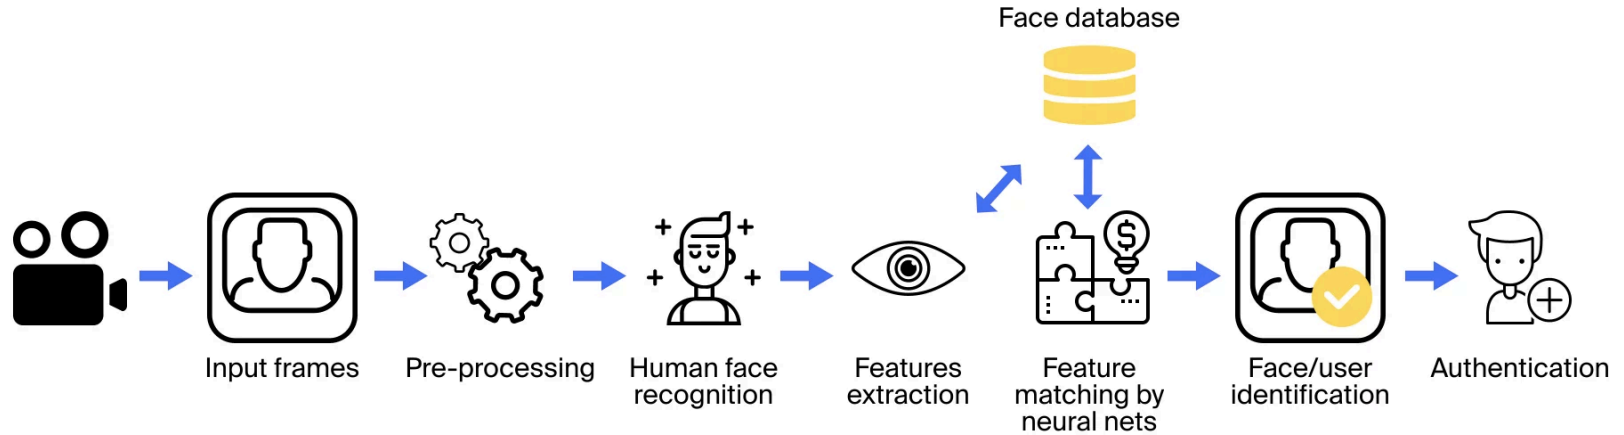 Face database
Input frames
Pre-processing
Human face
recognition
Features
extraction
Feature
matching by
neural nets
Face/user
identification
Authentication